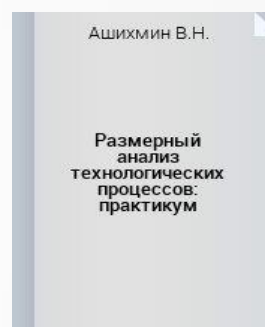 Ашихмин В.Н.
Размерный
анализ
технологических
процессов:
практикум